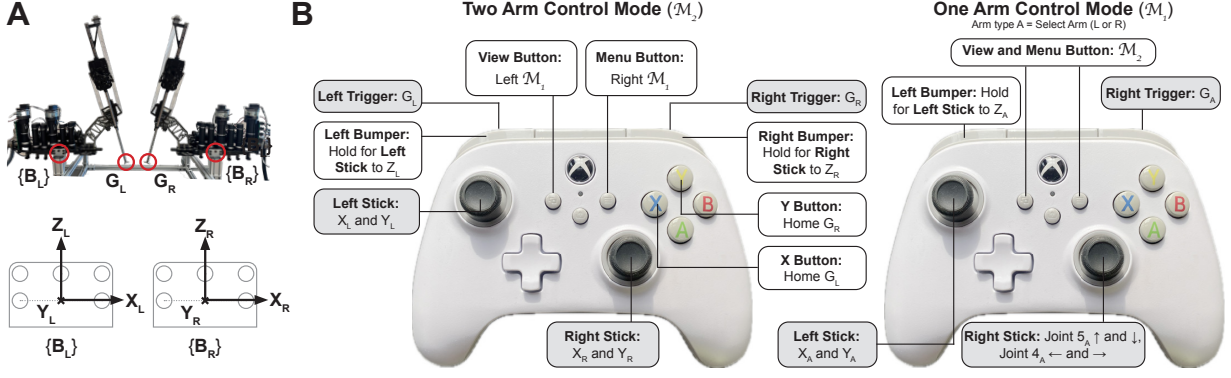 A
{B_L}
G_L
G_R
{B_R}
Z_L
Z_R
X_L
X_R
Y_L
Y_R
{B_L}
{B_R}
B
Two Arm Control Mode (ℳ₂)
View Button:
Left ℳ₁
Menu Button:
Right ℳ₁
Left Trigger: G_L
Right Trigger: G_R
Left Bumper:
Hold for Left
Stick to Z_L
Right Bumper:
Hold for Right
Stick to Z_R
Left Stick:
X_L and Y_L
Y Button:
Home G_R
X Button:
Home G_L
Right Stick:
X_R and Y_R
Y
X
B
A
One Arm Control Mode (ℳ₁)
Arm type A = Select Arm (L or R)
View and Menu Button: ℳ₂
Left Bumper: Hold
for Left Stick to Z_A
Right Trigger: G_A
Y
X
B
A
Left Stick:
X_A and Y_A
Right Stick: Joint 5_A ↑ and ↓,
Joint 4_A ← and →